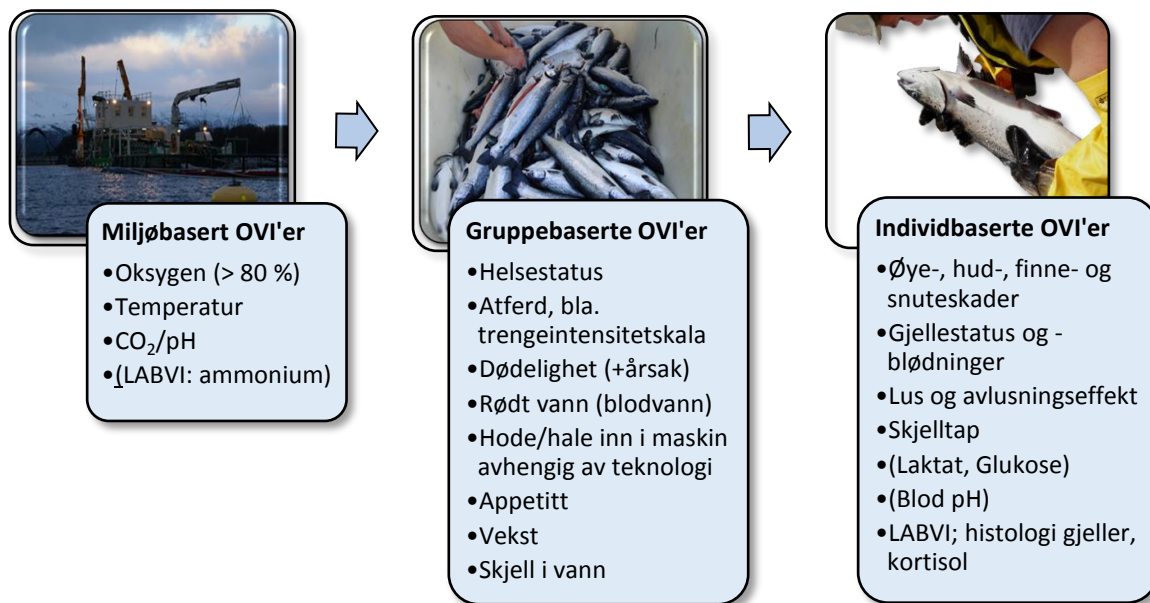 Miljøbasert OVI'er
•Oksygen (> 80 %)
•Temperatur
•CO₂/pH
•(LABVI: ammonium)
Gruppebaserte OVI'er
•Helsestatus
•Atferd, bla.
trengeintensitetskala
•Dødelighet (+årsak)
•Rødt vann (blodvann)
•Hode/hale inn i maskin
avhengig av teknologi
•Appetitt
•Vekst
•Skjell i vann
Individbaserte OVI'er
•Øye-, hud-, finne- og
snuteskader
•Gjellestatus og -
blødninger
•Lus og avlusningseffekt
•Skjelltap
•(Laktat, Glukose)
•(Blod pH)
•LABVI; histologi gjeller,
kortisol